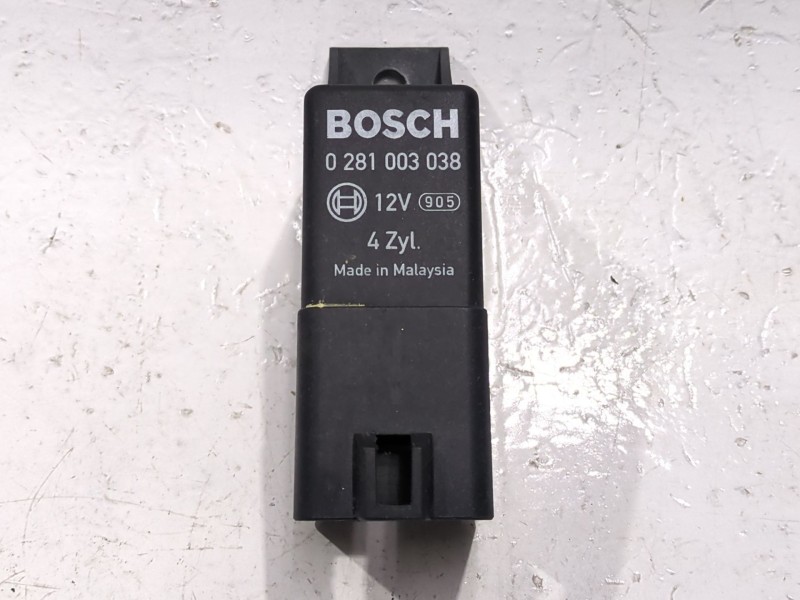 BOSCH
0 281 003 038
12V 905
4 Zyl.
Made in Malaysia